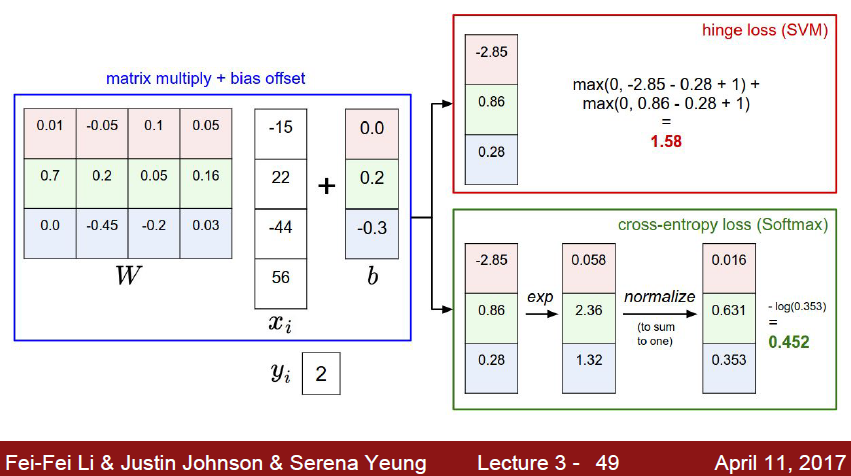 hinge loss (SVM)
matrix multiply + bias offset
0.01 -0.05 0.1 0.05
0.7 0.2 0.05 0.16
0.0 -0.45 -0.2 0.03
W
-15
22
-44
56
x_i
+
0.0
0.2
-0.3
b
y_i 2
-2.85
0.86
0.28
max(0, -2.85 - 0.28 + 1) +
max(0, 0.86 - 0.28 + 1)
=
1.58
cross-entropy loss (Softmax)
-2.85
0.86
0.28
exp
0.058
2.36
1.32
normalize
(to sum
to one)
0.016
0.631
0.353
- log(0.353)
=
0.452
Fei-Fei Li & Justin Johnson & Serena Yeung Lecture 3 - 49 April 11, 2017